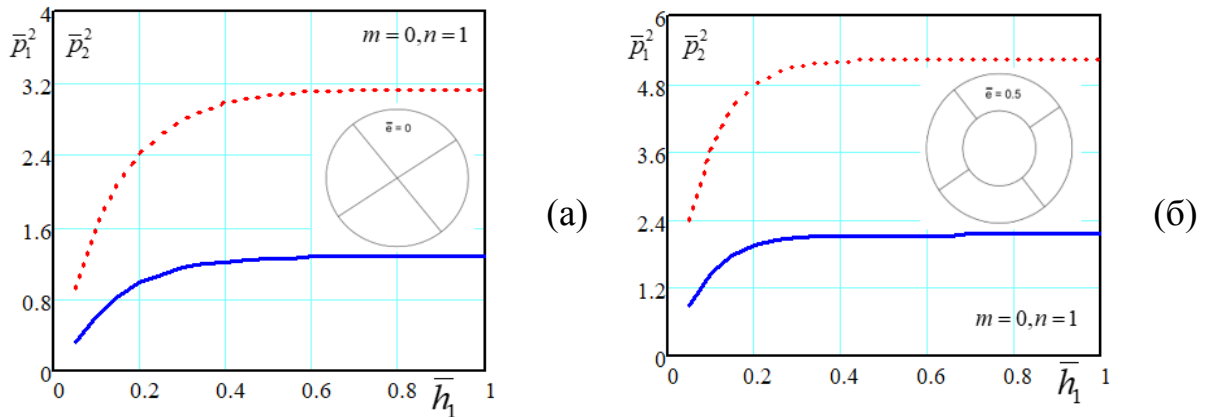 4
p̄₁² p̄₂²
m = 0, n = 1
3.2
ē = 0
2.4
1.6
0.8
0
0 0.2 0.4 0.6 0.8 1
h̄₁
(а)
6
p̄₁² p̄₂²
m = 0, n = 1
4.8
ē = 0.5
3.6
2.4
1.2
0
0 0.2 0.4 0.6 0.8 1
h̄₁
(б)